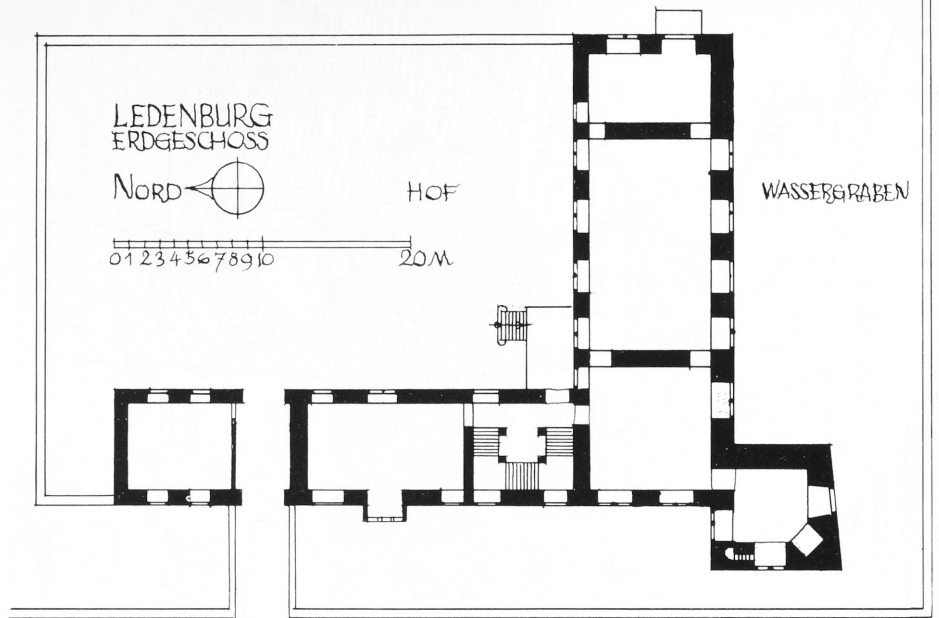 LEDENBURG
ERDGESCHOSS
NORD
HOF
WASSERGRABEN
0 1 2 3 4 5 6 7 8 9 10 20 M